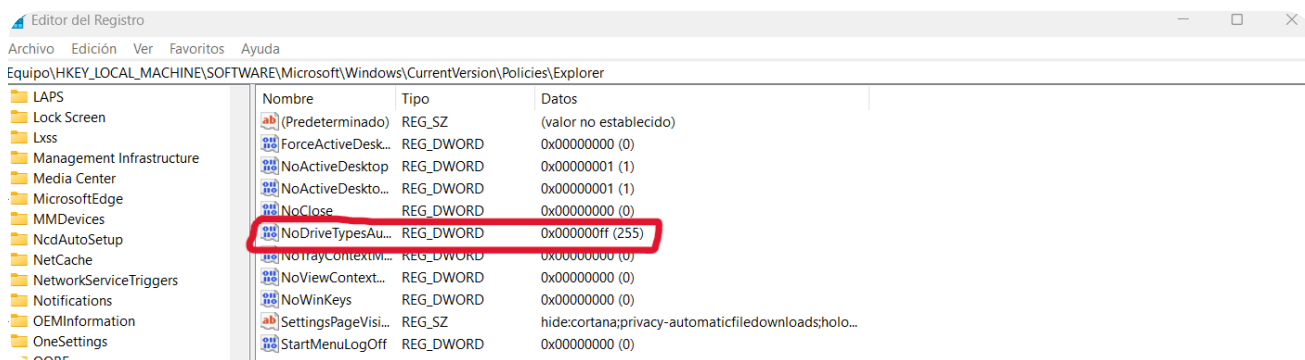 Editor del Registro
Archivo Edición Ver Favoritos Ayuda
Equipo\HKEY_LOCAL_MACHINE\SOFTWARE\Microsoft\Windows\CurrentVersion\Policies\Explorer
LAPS
Lock Screen
Lxss
Management Infrastructure
Media Center
MicrosoftEdge
MMDevices
NcdAutoSetup
NetCache
NetworkServiceTriggers
Notifications
OEMInformation
OneSettings
OOBE
Nombre Tipo Datos
(Predeterminado) REG_SZ (valor no establecido)
ForceActiveDesk... REG_DWORD 0x00000000 (0)
NoActiveDesktop REG_DWORD 0x00000001 (1)
NoActiveDeskto... REG_DWORD 0x00000001 (1)
NoClose REG_DWORD 0x00000000 (0)
NoDriveTypesAu... REG_DWORD 0x000000ff (255)
NoTrayContextM... REG_DWORD 0x00000000 (0)
NoViewContext... REG_DWORD 0x00000000 (0)
NoWinKeys REG_DWORD 0x00000000 (0)
SettingsPageVisi... REG_SZ hide:cortana;privacy-automaticfiledownloads;holo...
StartMenuLogOff REG_DWORD 0x00000000 (0)